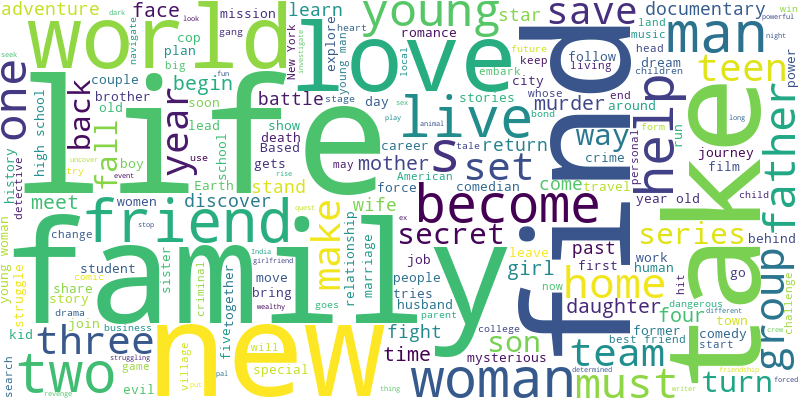 adventure
dark
look
cop
gang
plan
big
couple
brother
old
face
mission
learn
navigate
New York
investigate
explore
young man
heart
romance
young
star
keep
city
whose
save
documentary
win
land
music
powerful
night
head
dream
children
power
man
teen
world
love
life
find
take
family
new
one
back
year
begin
battle
future
embark
stories
local
living
follow
murder
end
around
high school
fall
soon
lead
school
stage
day
sex
live
bond
way
crime
help
personal
form
run
long
history
detective
uncover
try
boy
event
use
show
death
Based
gets
fun
rise
play
animal
may
mother
career
American
s
tale
set
return
come
travel
journey
film
year old
child
father
meet
women
discover
Earth
stand
force
wife
comedian
friend
become
secret
past
first
home
series
behind
work
human
hit
go
young woman
struggle
change
student
comic
share
story
drama
join
kid
business
struggling
sister
criminal
India
girlfriend
stop
quest
make
move
bring
wealthy
goes
relationship
marriage
ex
job
people
tries
husband
parent
leave
girl
now
daughter
dangerous
different
four
town
former
best friend
comedy
start
crew
challenge
group
three
two
search
evil
revenge
game
village
out
pal
will
special
five
together
thing
time
fight
college
mysterious
son
woman
team
must
determined
writer
friendship
turn
forced
seek